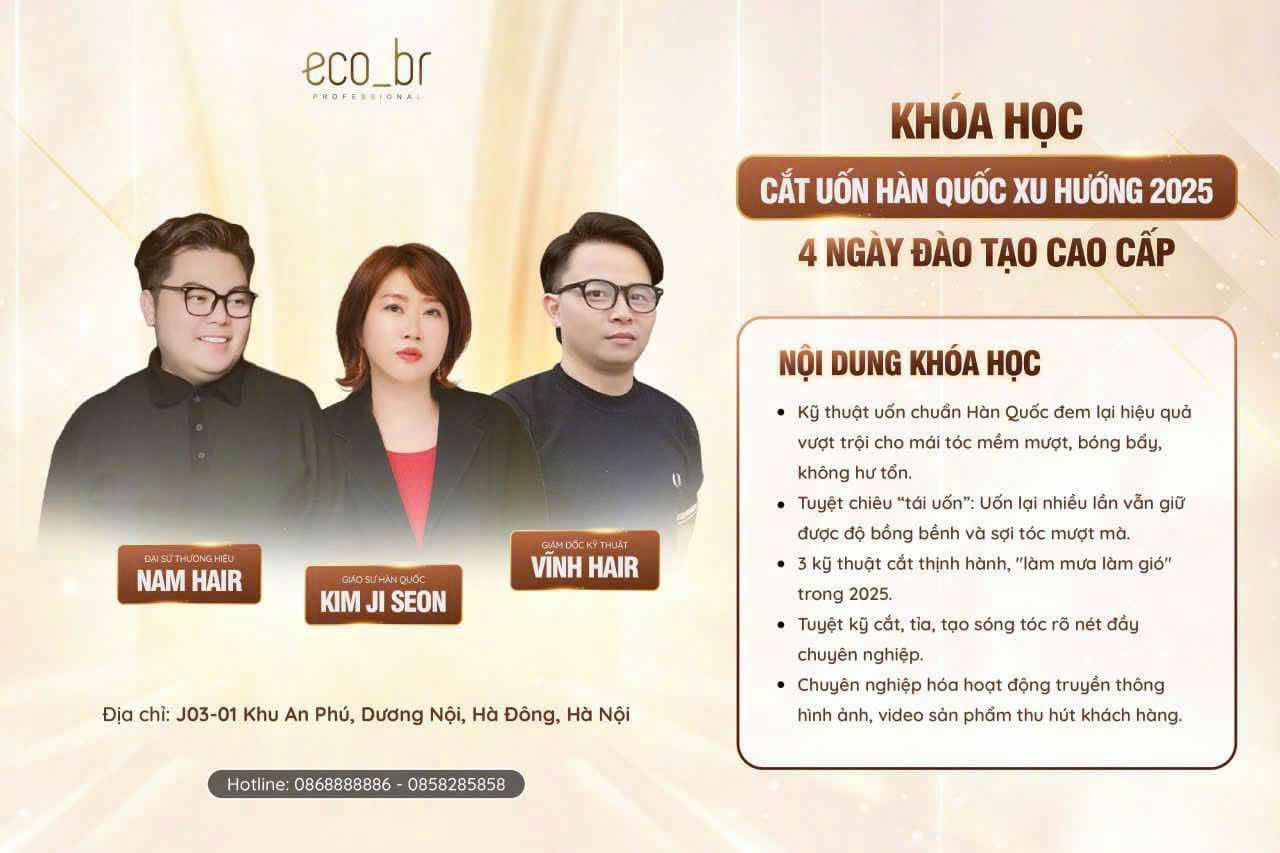 eco_br
PROFESSIONAL
ĐẠI SỨ THƯƠNG HIỆU
NAM HAIR
GIÁO SƯ HÀN QUỐC
KIM JI SEON
GIÁM ĐỐC KỸ THUẬT
VĨNH HAIR
Địa chỉ: J03-01 Khu An Phú, Dương Nội, Hà Đông, Hà Nội
Hotline: 0868888886 - 0858285858
KHÓA HỌC
CẮT UỐN HÀN QUỐC XU HƯỚNG 2025
4 NGÀY ĐÀO TẠO CAO CẤP
NỘI DUNG KHÓA HỌC
• Kỹ thuật uốn chuẩn Hàn Quốc đem lại hiệu quả
vượt trội cho mái tóc mềm mượt, bóng bẩy,
không hư tổn.
• Tuyệt chiêu “tái uốn”: Uốn lại nhiều lần vẫn giữ
được độ bồng bềnh và sợi tóc mượt mà.
• 3 kỹ thuật cắt thịnh hành, "làm mưa làm gió"
trong 2025.
• Tuyệt kỹ cắt, tỉa, tạo sóng tóc rõ nét đầy
chuyên nghiệp.
• Chuyên nghiệp hóa hoạt động truyền thông
hình ảnh, video sản phẩm thu hút khách hàng.